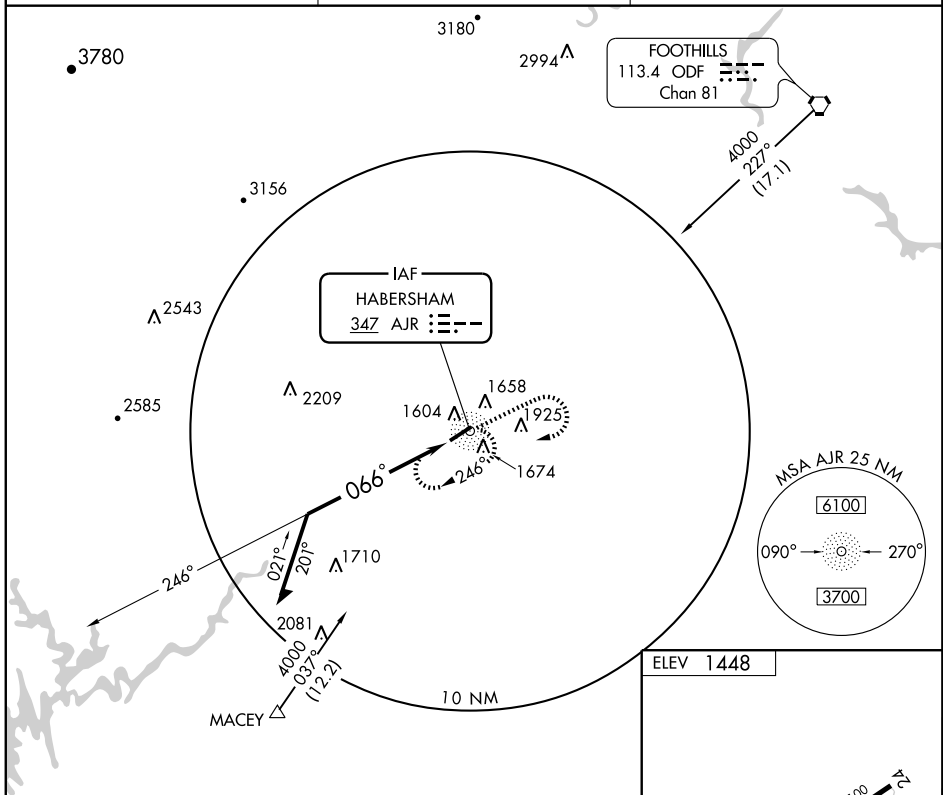 3180
2994
3780
FOOTHILLS
113.4 ODF
Chan 81
4000
227°
(17.1)
3156
IAF
HABERSHAM
347 AJR
2543
2209
2585
1658
1604
1925
1674
246°
066°
MSA AJR 25 NM
6100
090°
270°
3700
246°
021°
201°
1710
2081
4000
037°
(12.2)
MACEY
10 NM
ELEV 1448
24